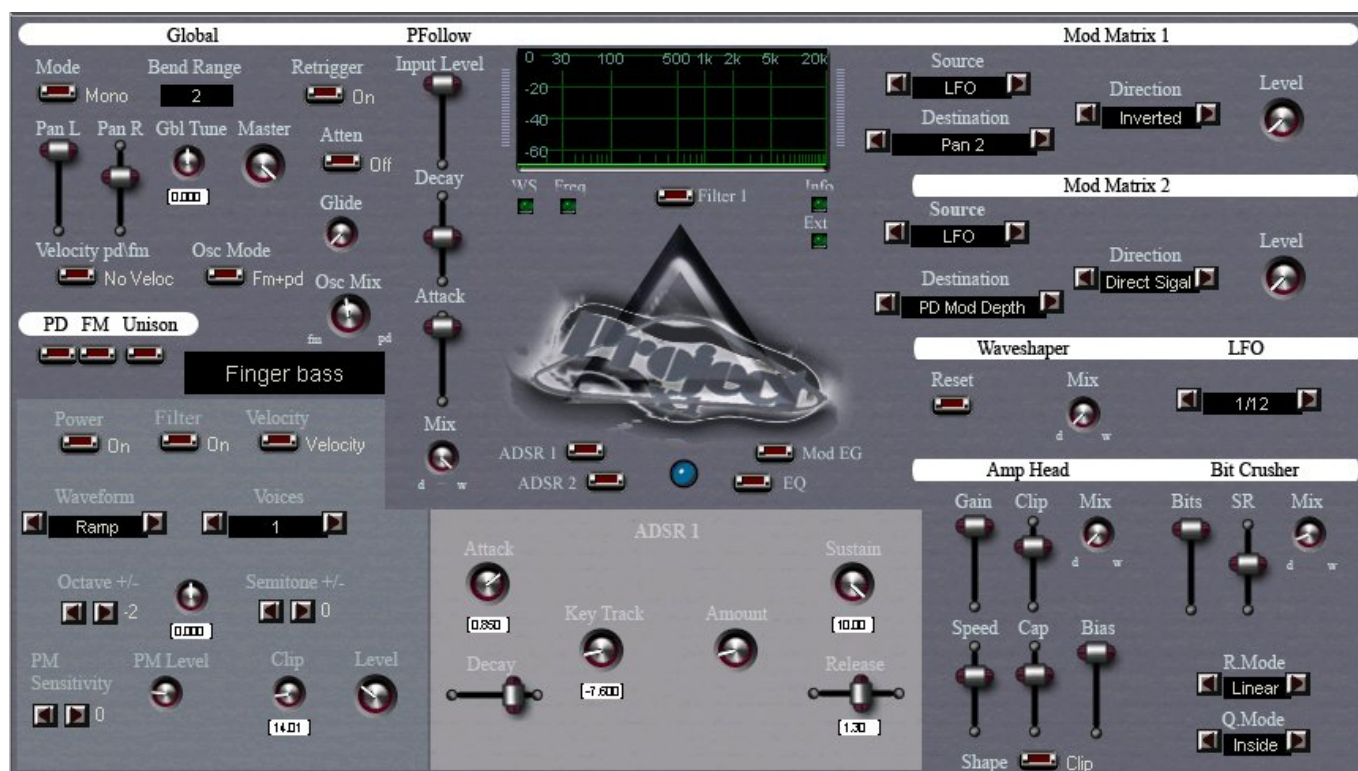 Global
PFollow
Mod Matrix 1
Mode
Bend Range
Retrigger
Input Level
Mono
2
On
0 30 100 500 1k 2k 5k 20k
-20
-40
-60
Source
LFO
Direction
Inverted
Level
Destination
Pan 2
Pan L
Pan R
Gbl Tune
Master
Atten
Off
0.000
Decay
Glide
WS
Freq
Filter 1
Info
Ext
Mod Matrix 2
Source
LFO
Direction
Direct Sigal
Level
Destination
PD Mod Depth
Velocity pd\fm
No Veloc
Osc Mode
Fm+pd
Osc Mix
fm pd
Attack
PD FM Unison
Finger bass
Project
Waveshaper
LFO
Reset
Mix
d w
1/12
Power
On
Filter
On
Velocity
Velocity
Mix
d - w
ADSR 1
Mod EG
ADSR 2
EQ
Amp Head
Bit Crusher
Gain
Clip
Mix
d w
Bits
SR
Mix
d w
Waveform
Ramp
Voices
1
Octave +/-
-2
0.000
Semitone +/-
0
PM
Sensitivity
0
PM Level
Clip
14.01
Level
ADSR 1
Attack
0.850
Sustain
10.00
Key Track
-7.600
Amount
Decay
Release
1.30
Speed
Cap
Bias
R.Mode
Linear
Q.Mode
Inside
Shape
Clip